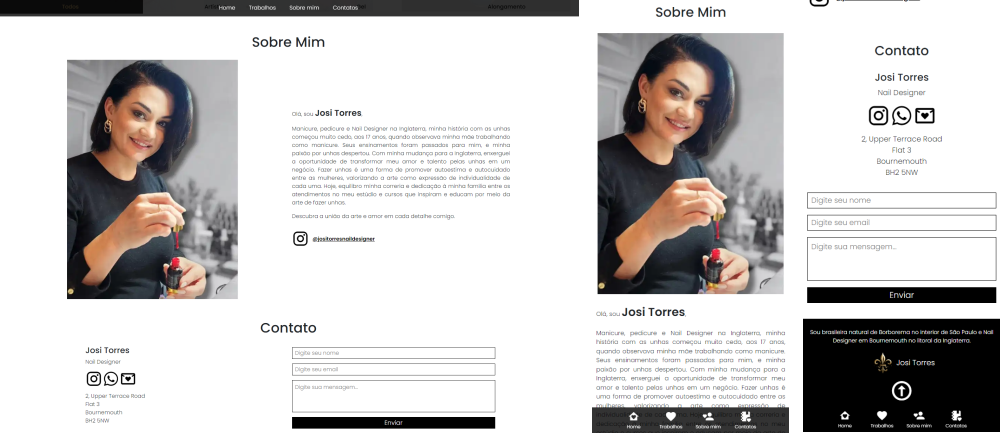 Todos
Alongamento
Home Trabalhos Sobre mim Contatos
Sobre Mim
Olá, sou Josi Torres
Manicure, pedicure e Nail Designer na Inglaterra, minha história com as unhas
começou muito cedo, aos 17 anos, quando observava minha mãe trabalhando
como manicure. Seus ensinamentos foram passados para mim, e minha
paixão por unhas despertou. Com minha mudança para a Inglaterra, enxerguei
a oportunidade de transformar meu amor e talento pelas unhas em um
negócio. Fazer unhas é uma forma de promover autoestima e autocuidado
entre as mulheres, valorizando a arte como expressão de individualidade de
cada uma. Hoje, equilibro minha carreira e dedicação à minha família entre os
atendimentos no meu estúdio e cursos que inspiram e educam por meio da
arte de fazer unhas.
Descubra a união da arte e amor em cada detalhe comigo.
@jositorresnaildesigner
Contato
Josi Torres
Nail Designer
2, Upper Terrace Road
Flat 3
Bournemouth
BH2 5NW
Digite seu nome
Digite seu email
Digite sua mensagem...
Enviar
Sobre Mim
Olá, sou Josi Torres.
Manicure, pedicure e Nail Designer na Inglaterra, minha
história com as unhas começou muito cedo, aos 17 anos,
quando observava minha mãe trabalhando como manicure.
Seus ensinamentos foram passados para mim, e minha
paixão por unhas despertou. Com minha mudança para a
Inglaterra, enxerguei a oportunidade de transformar meu
amor e talento pelas unhas em um negócio. Fazer unhas é
uma forma de promover autoestima e autocuidado entre as
mulheres, valorizando a arte como expressão de
Home Trabalhos Sobre mim Contatos
Contato
Josi Torres
Nail Designer
2, Upper Terrace Road
Flat 3
Bournemouth
BH2 5NW
Digite seu nome
Digite seu email
Digite sua mensagem...
Enviar
Sou brasileira natural de Borborema no interior de São Paulo e Nail
Designer em Bournemouth no litoral da Inglaterra.
Josi Torres
Home Trabalhos Sobre mim Contatos